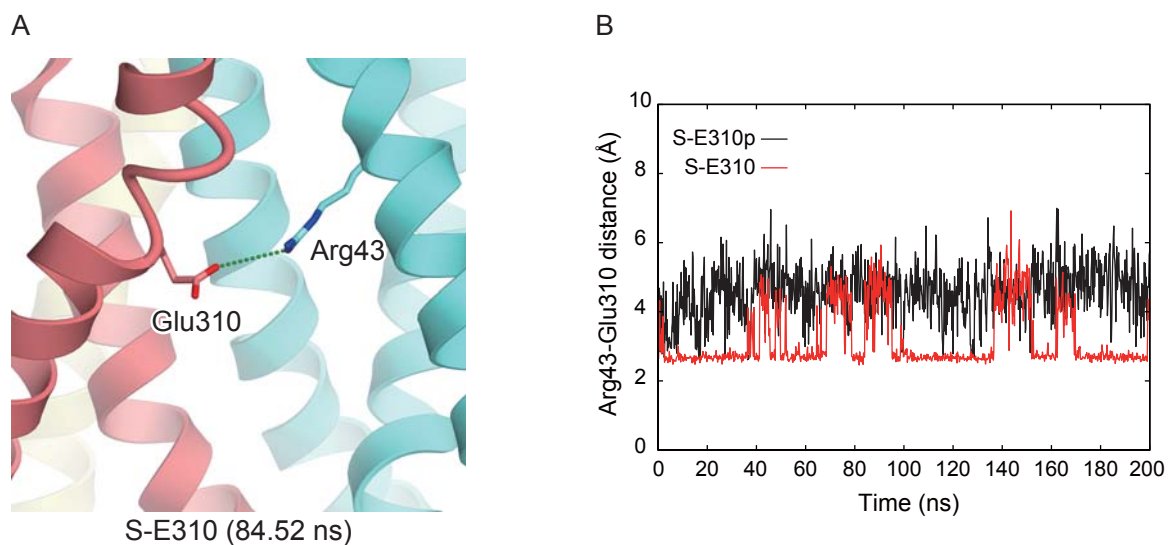 A
Glu310
Arg43
S-E310 (84.52 ns)
B
Arg43-Glu310 distance (Å)
10
8
6
4
2
0
S-E310p
S-E310
0 20 40 60 80 100 120 140 160 180 200
Time (ns)